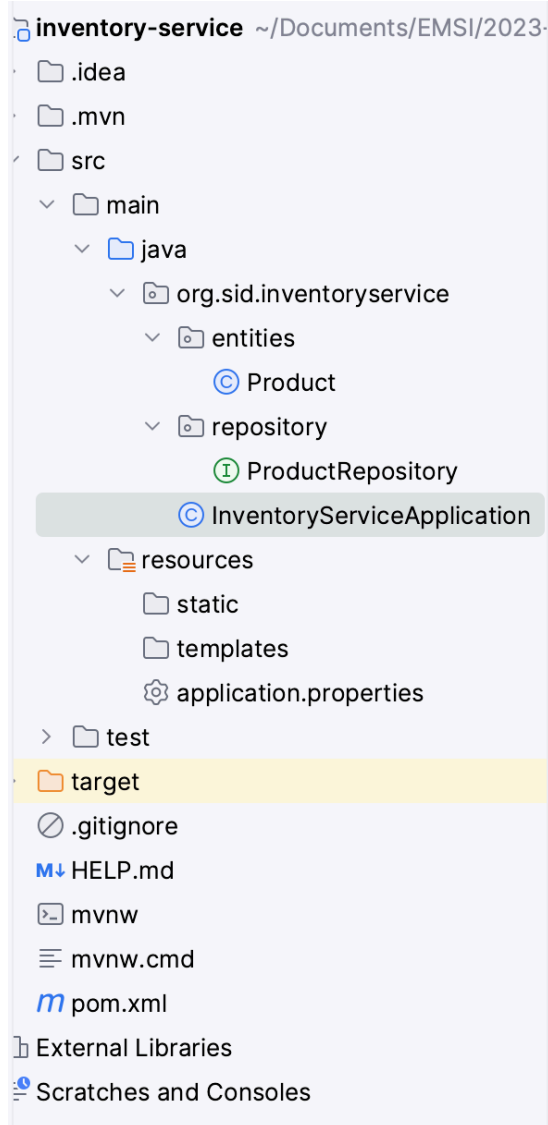 inventory-service ~/Documents/EMSI/2023-
.idea
.mvn
src
main
java
org.sid.inventoryservice
entities
C Product
repository
I ProductRepository
C InventoryServiceApplication
resources
static
templates
application.properties
test
target
.gitignore
M↓ HELP.md
mvnw
mvnw.cmd
m pom.xml
External Libraries
Scratches and Consoles